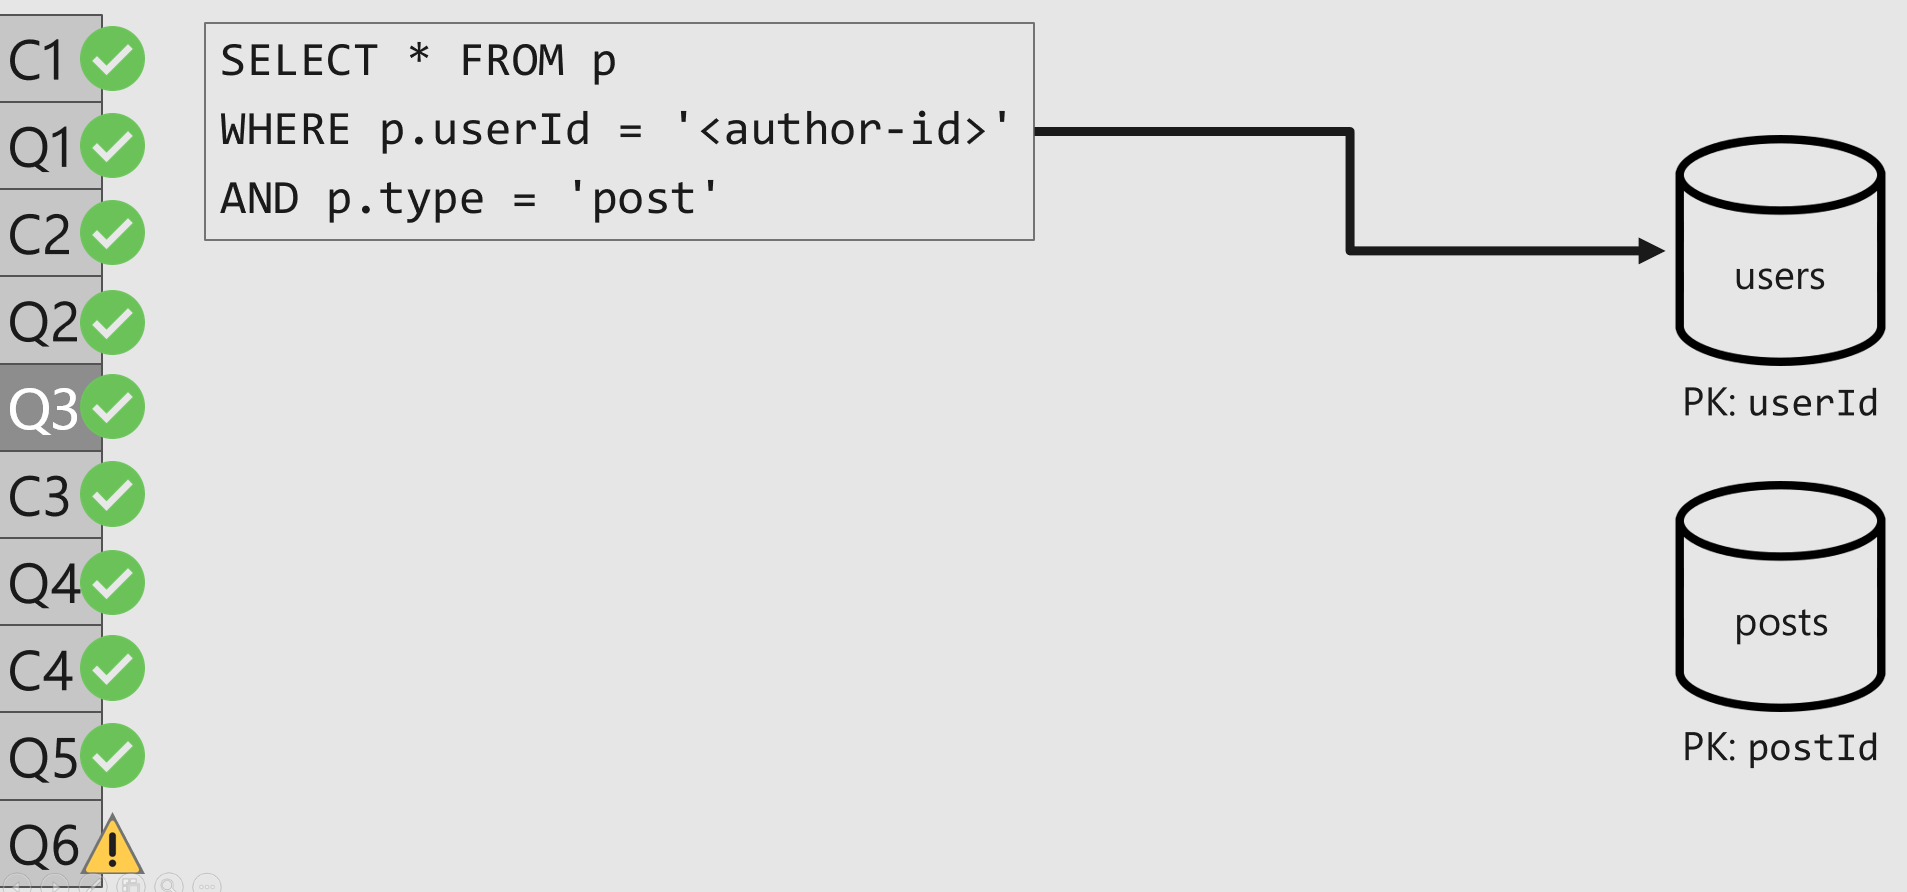 C1
Q1
C2
Q2
Q3
C3
Q4
C4
Q5
Q6
SELECT * FROM p
WHERE p.userId = '<author-id>'
AND p.type = 'post'
users
PK: userId
posts
PK: postId